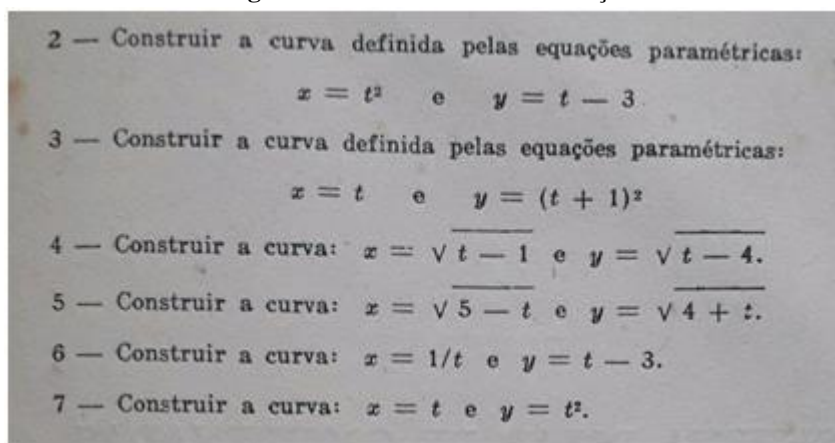 2 — Construir a curva definida pelas equações paramétricas:
x = t² e y = t — 3
3 — Construir a curva definida pelas equações paramétricas:
x = t e y = (t + 1)²
4 — Construir a curva: x = √t — 1 e y = √t — 4.
5 — Construir a curva: x = √5 — t e y = √4 + t.
6 — Construir a curva: x = 1/t e y = t — 3.
7 — Construir a curva: x = t e y = t².